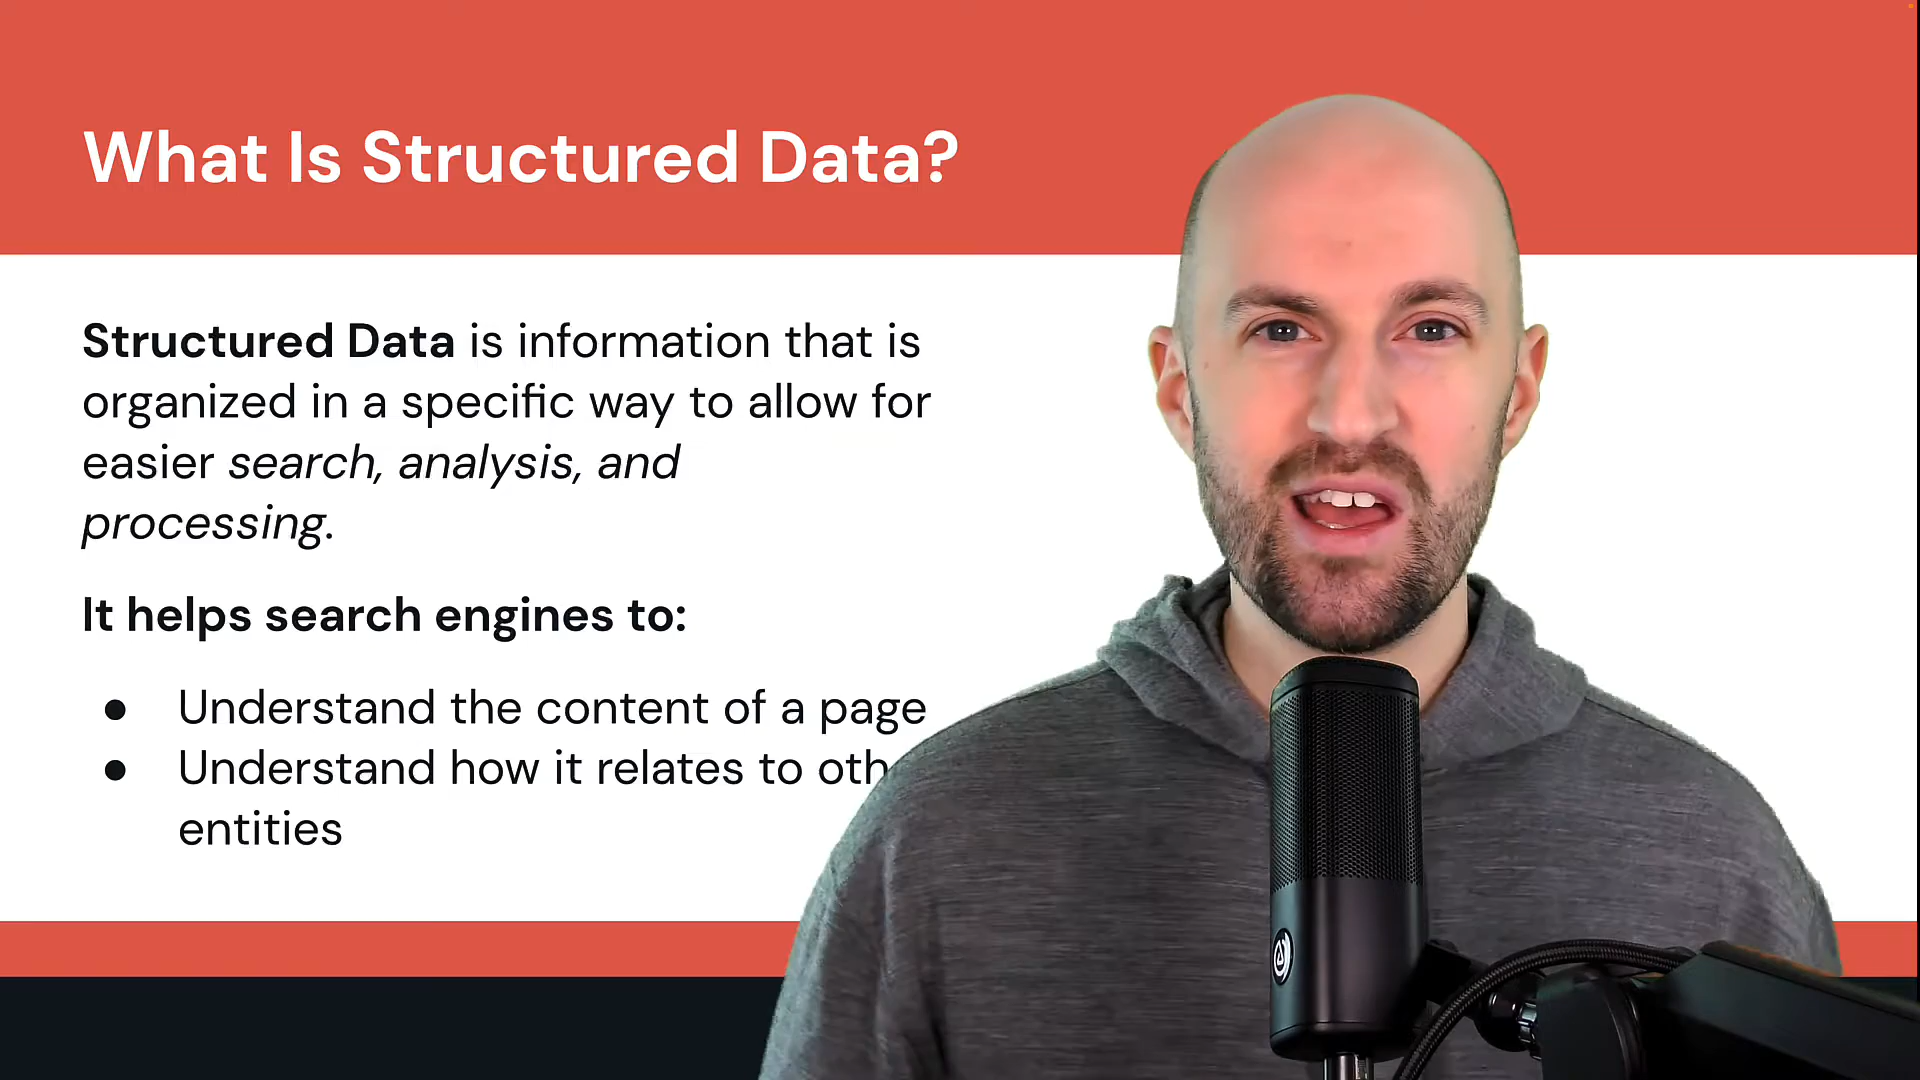 What Is Structured Data?
Structured Data is information that is
organized in a specific way to allow for
easier search, analysis, and
processing.
It helps search engines to:
● Understand the content of a page
● Understand how it relates to
entities